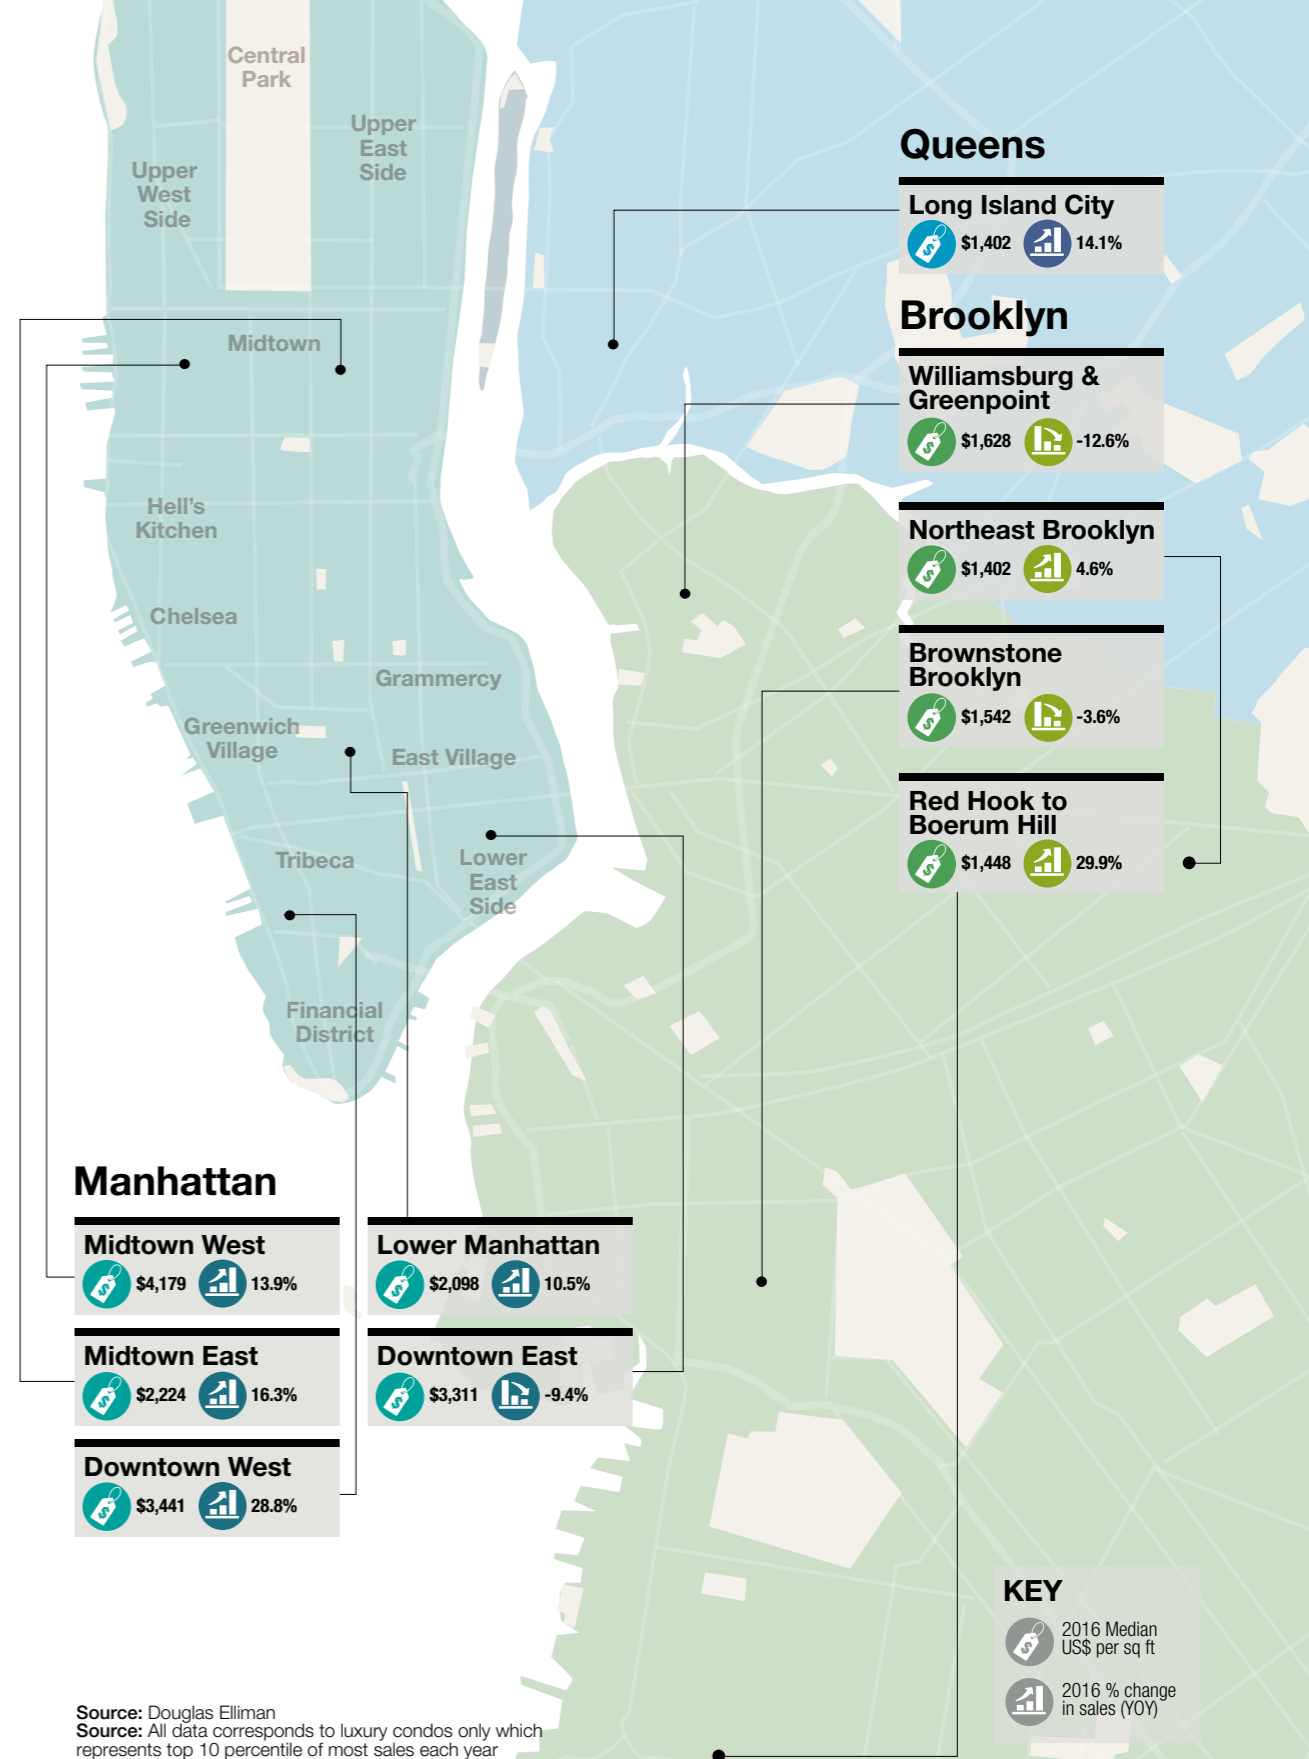 Central
Park
Upper
East
Side
Upper
West
Side
Midtown
Hell's
Kitchen
Chelsea
Grammercy
Greenwich
Village
East Village
Tribeca
Lower
East
Side
Financial
District
Queens
Long Island City
$1,402 14.1%
Brooklyn
Williamsburg &
Greenpoint
$1,628 -12.6%
Northeast Brooklyn
$1,402 4.6%
Brownstone
Brooklyn
$1,542 -3.6%
Red Hook to
Boerum Hill
$1,448 29.9%
Manhattan
Midtown West
$4,179 13.9%
Midtown East
$2,224 16.3%
Downtown West
$3,441 28.8%
Lower Manhattan
$2,098 10.5%
Downtown East
$3,311 -9.4%
KEY
2016 Median
US$ per sq ft
2016 % change
in sales (YOY)
Source: Douglas Elliman
Source: All data corresponds to luxury condos only which
represents top 10 percentile of most sales each year